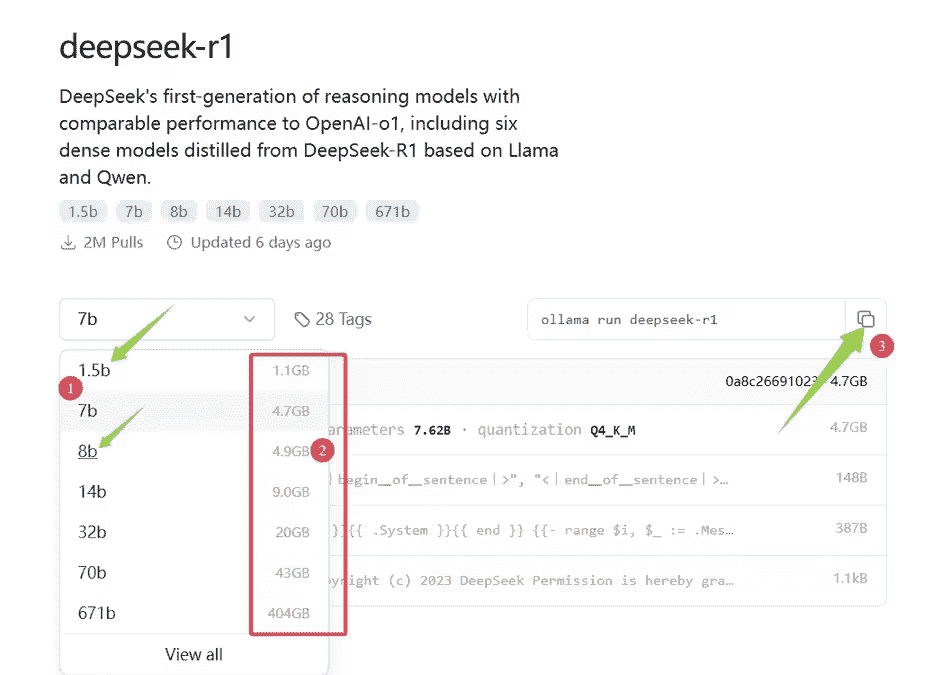 deepseek-r1
DeepSeek's first-generation of reasoning models with
comparable performance to OpenAI-o1, including six
dense models distilled from DeepSeek-R1 based on Llama
and Qwen.
1.5b 7b 8b 14b 32b 70b 671b
2M Pulls Updated 6 days ago
7b 28 Tags ollama run deepseek-r1
3
1.5b 1.1GB
0a8c26691023 4.7GB
1
7b 4.7GB
parameters 7.62B · quantization Q4_K_M 4.7GB
8b 4.9GB 2
begin__of__sentence|>", "<|end__of__sentence|>… 148B
14b 9.0GB
32b 20GB
}}{{ .System }}{{ end }} {{- range $i, $_ := .Mes… 387B
70b 43GB
pyright (c) 2023 DeepSeek Permission is hereby gra… 1.1kB
671b 404GB
View all